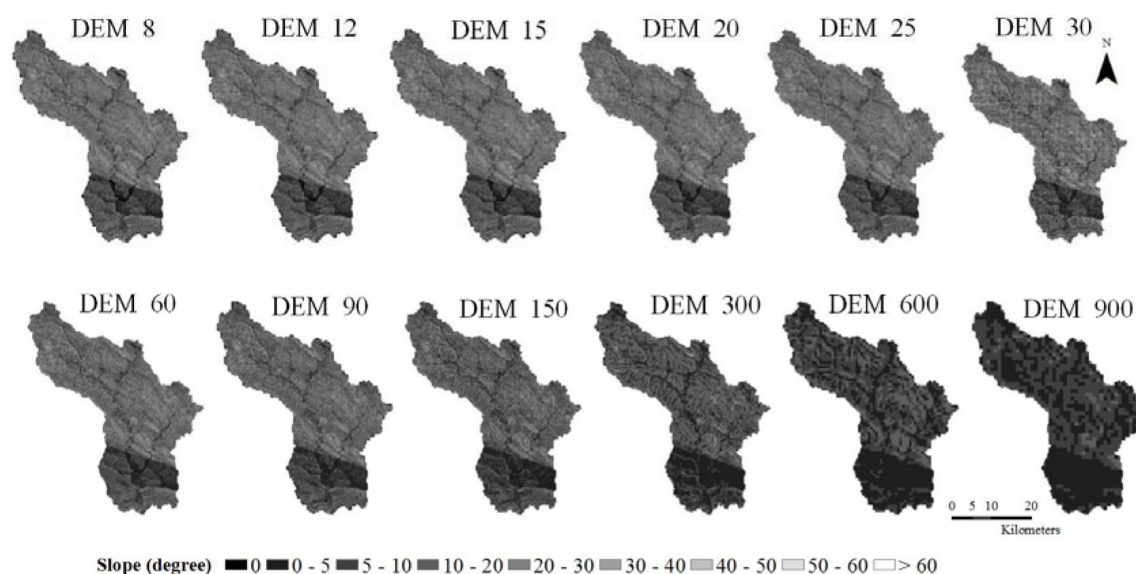 DEM 8 DEM 12 DEM 15 DEM 20 DEM 25 DEM 30
N
DEM 60 DEM 90 DEM 150 DEM 300 DEM 600 DEM 900
0 5 10 20
Kilometers
Slope (degree) 0 0 - 5 5 - 10 10 - 20 20 - 30 30 - 40 40 - 50 50 - 60 > 60